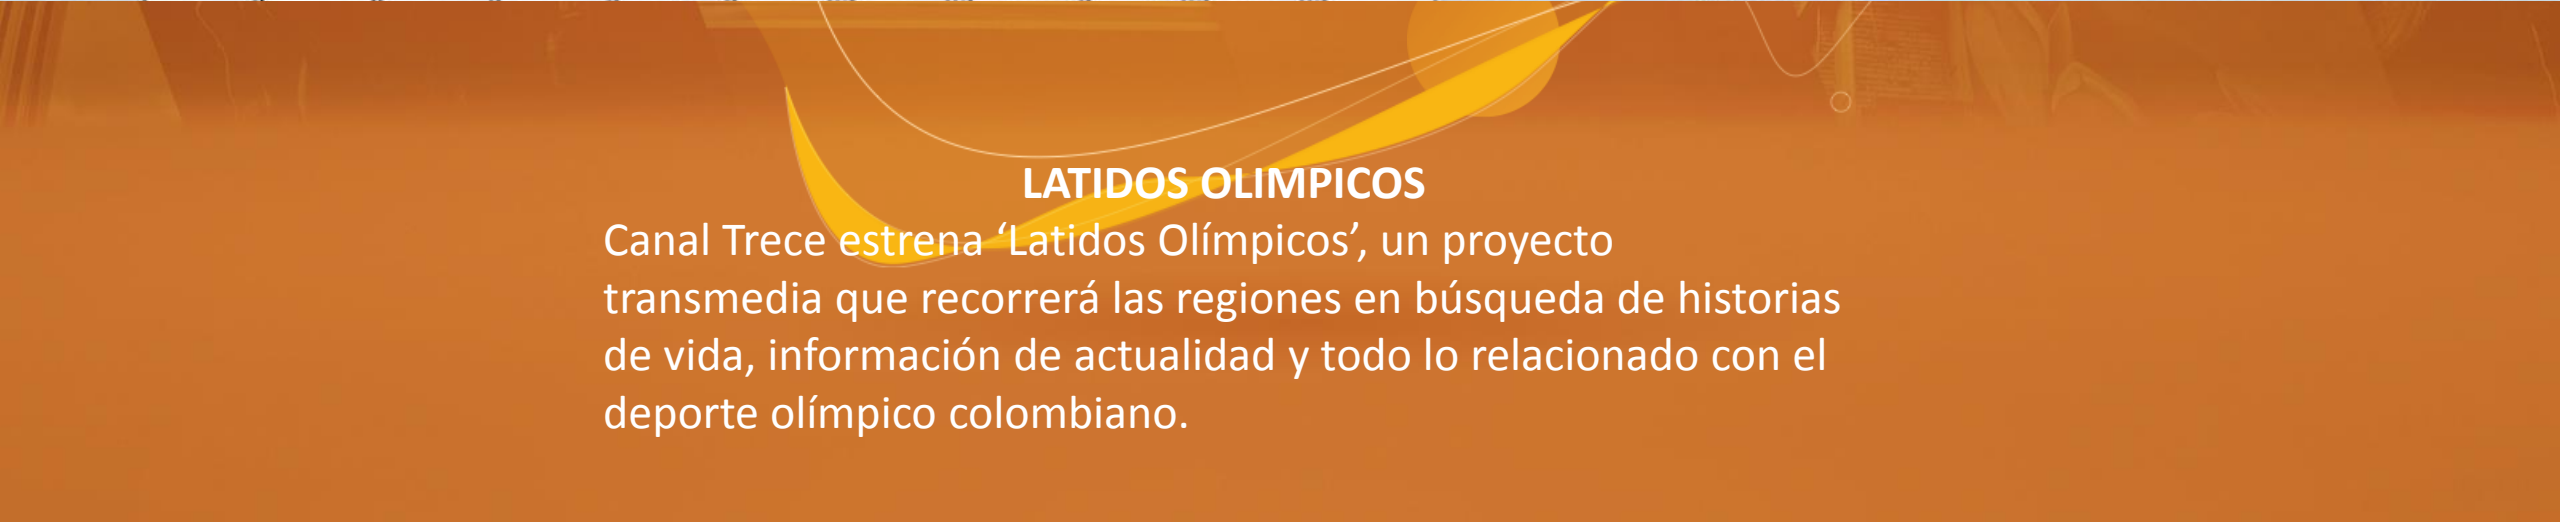 LATIDOS OLIMPICOS
Canal Trece estrena ‘Latidos Olímpicos’, un proyecto
transmedia que recorrerá las regiones en búsqueda de historias
de vida, información de actualidad y todo lo relacionado con el
deporte olímpico colombiano.